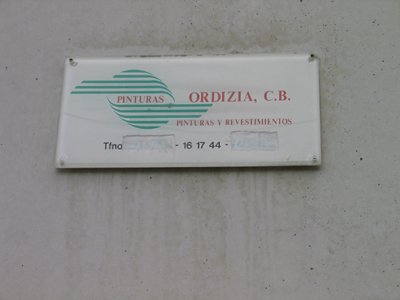 PINTURAS ORDIZIA, C.B.
PINTURAS Y REVESTIMIENTOS
Tfno - 16 17 44 -